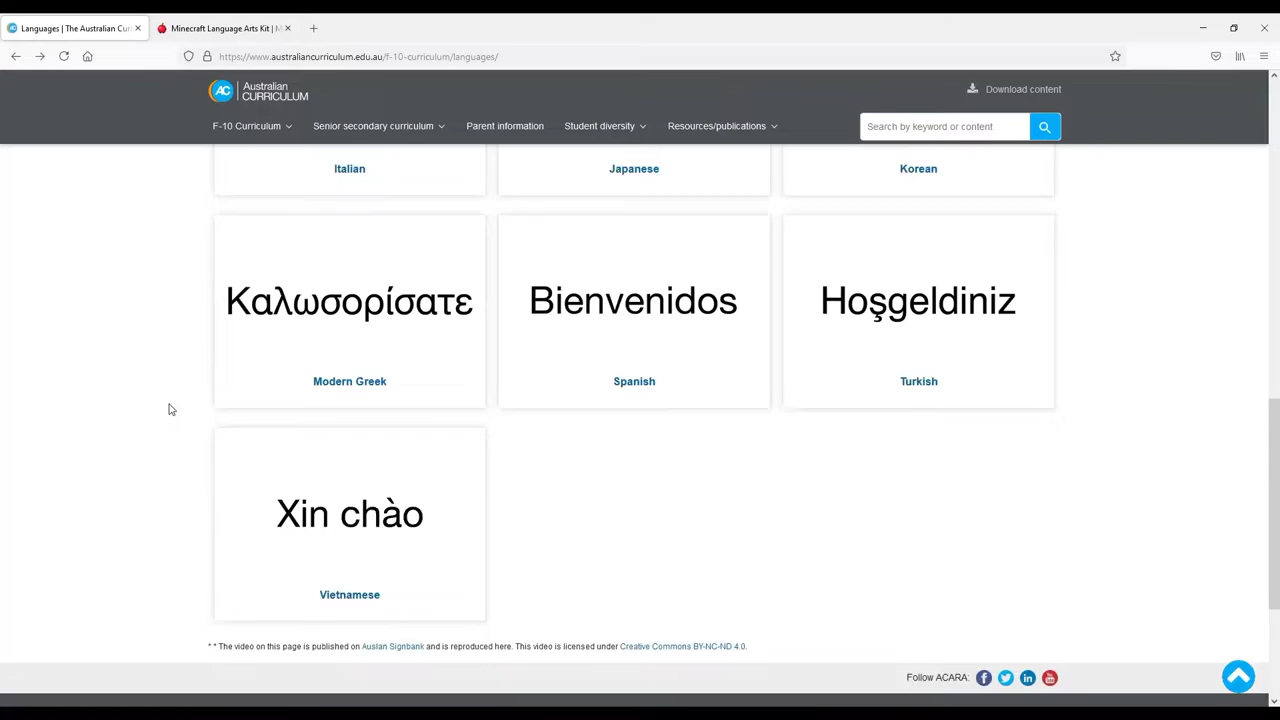 Languages | The Australian Cur
Minecraft Language Arts Kit | M
https://www.australiancurriculum.edu.au/f-10-curriculum/languages/
Australian
CURRICULUM
Download content
F-10 Curriculum
Senior secondary curriculum
Parent information
Student diversity
Resources/publications
Search by keyword or content
Italian
Japanese
Korean
Καλωσορίσατε
Bienvenidos
Hoşgeldiniz
Modern Greek
Spanish
Turkish
Xin chào
Vietnamese
* * The video on this page is published on Auslan Signbank and is reproduced here. This video is licensed under Creative Commons BY-NC-ND 4.0.
Follow ACARA: